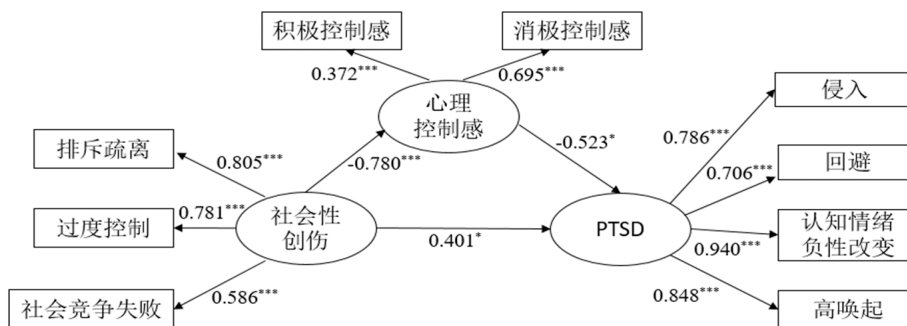 积极控制感
消极控制感
0.372***
0.695***
心理
控制感
侵入
排斥疏离
0.805***
-0.780***
-0.523*
0.786***
0.706***
回避
过度控制
0.781***
社会性
创伤
0.401*
PTSD
认知情绪
负性改变
0.940***
社会竞争失败
0.586***
0.848***
高唤起